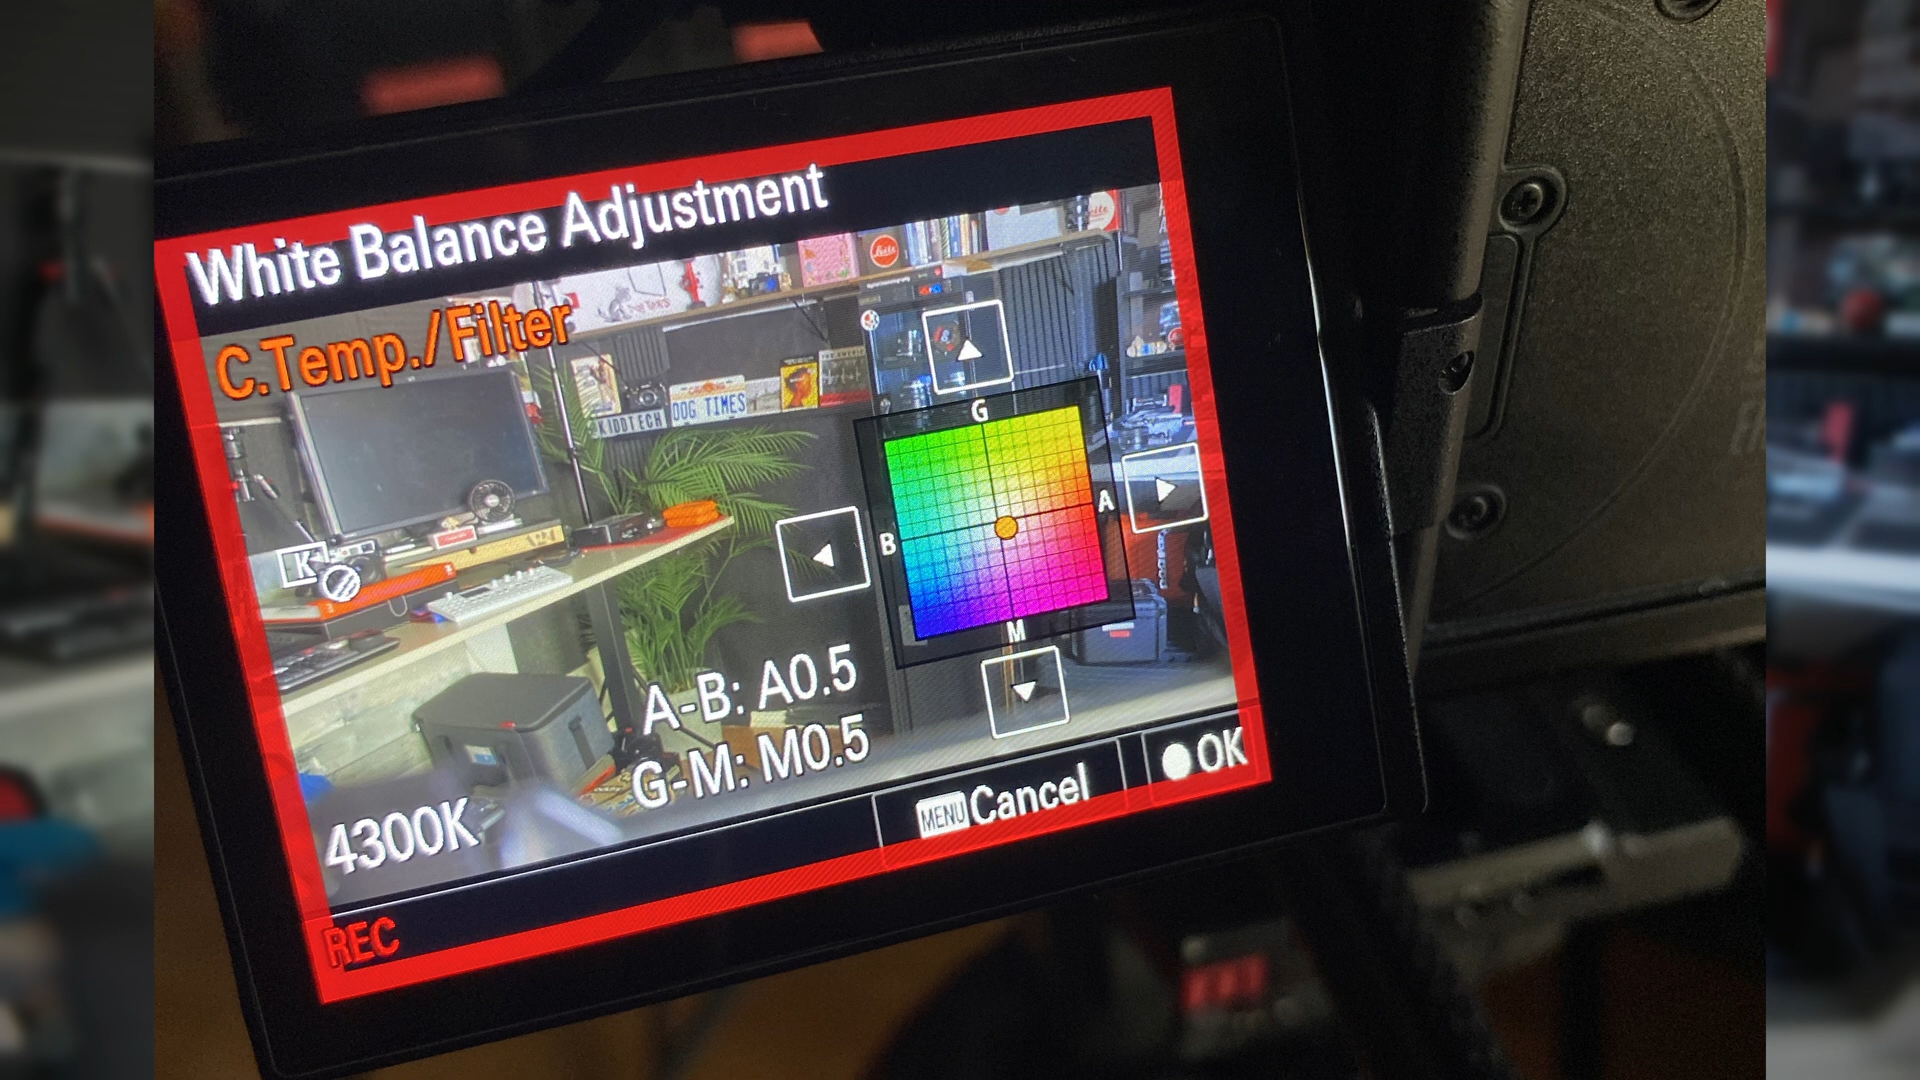 White Balance Adjustment
C.Temp./Filter
KIDDTECH
DOG TIMES
G
A
B
M
K
A-B: A0.5
G-M: M0.5
4300K
MENU Cancel
OK
REC